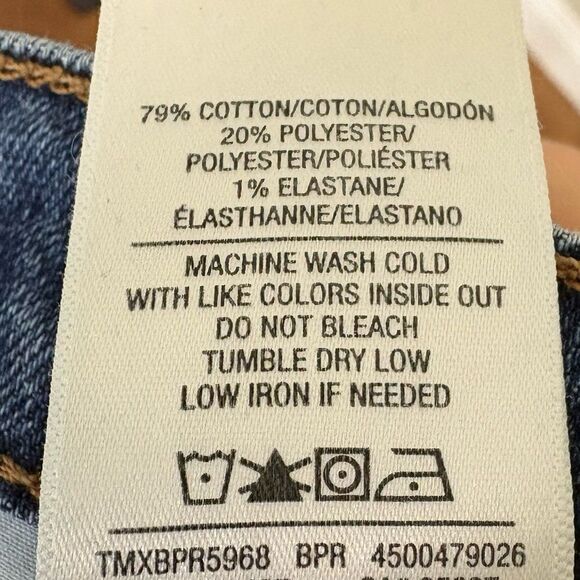 79% COTTON/COTON/ALGODÓN
20% POLYESTER/
POLYESTER/POLIÉSTER
1% ELASTANE/
ÉLASTHANNE/ELASTANO
MACHINE WASH COLD
WITH LIKE COLORS INSIDE OUT
DO NOT BLEACH
TUMBLE DRY LOW
LOW IRON IF NEEDED
TMXBPR5968 BPR 4500479026